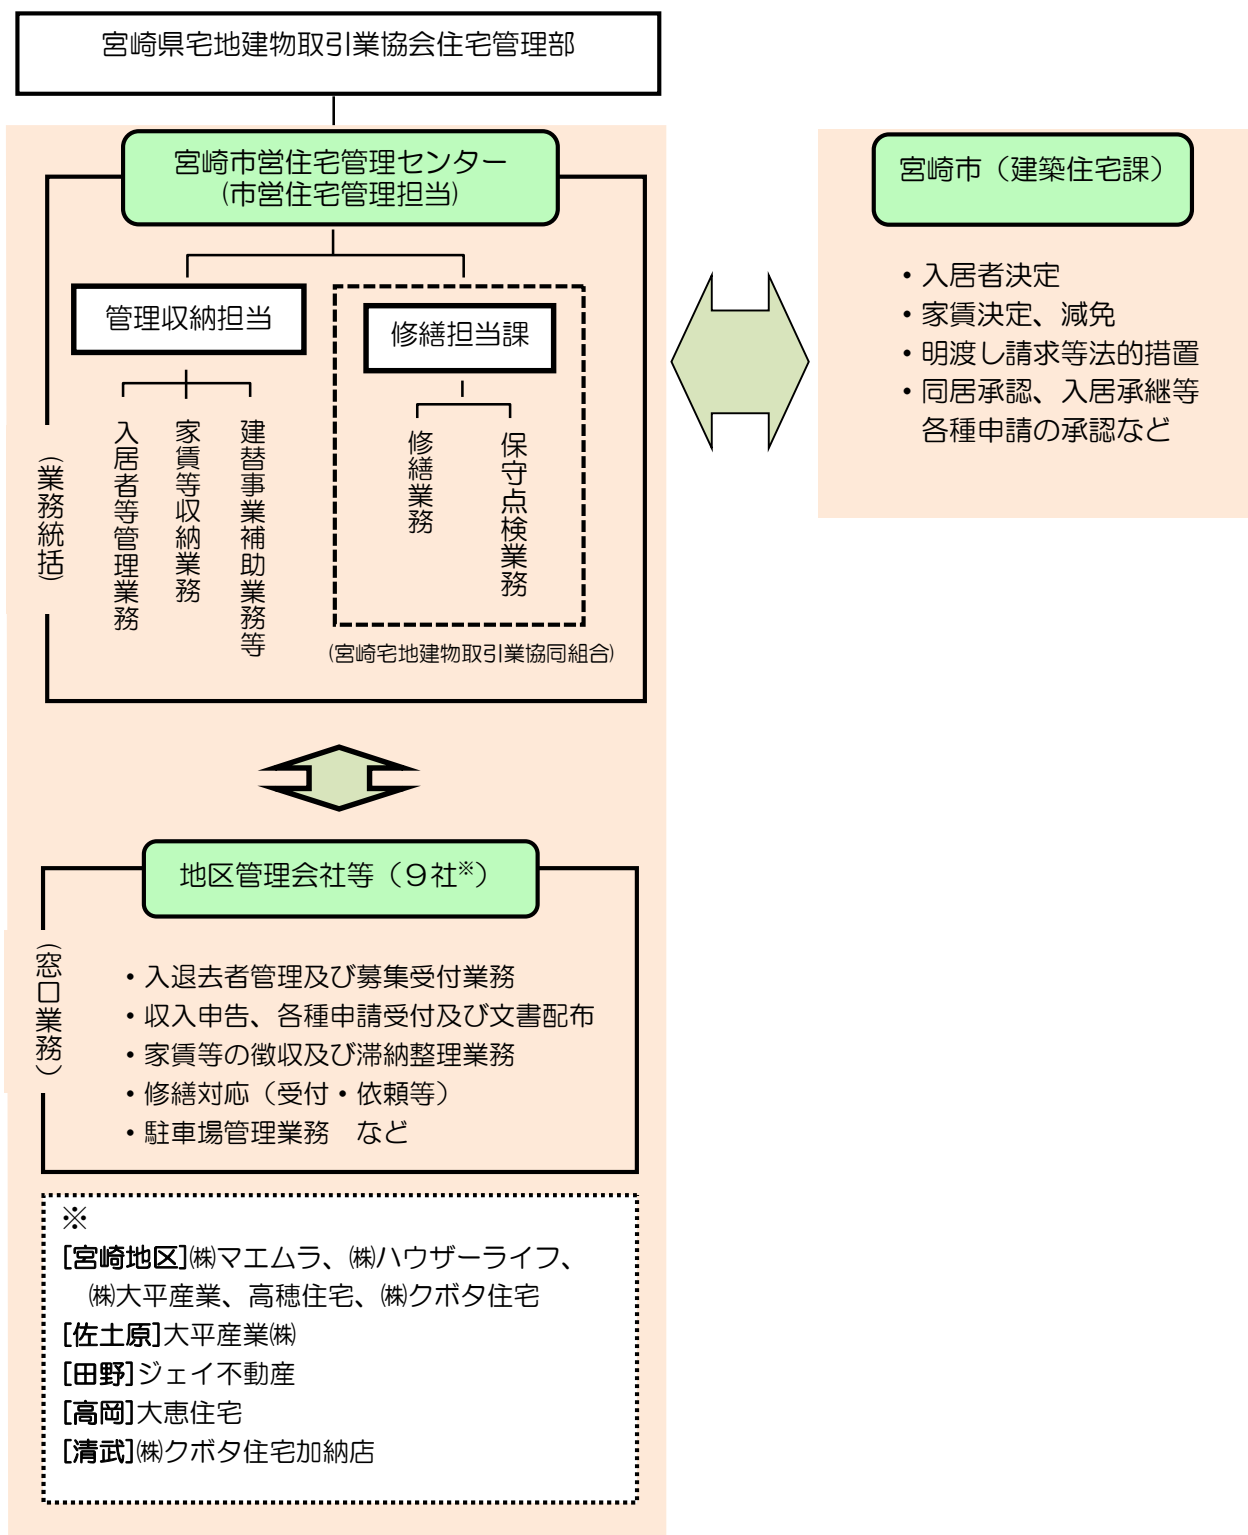 宮崎県宅地建物取引業協会住宅管理部
宮崎市営住宅管理センター
(市営住宅管理担当)
管理収納担当
修繕担当課
入居者等管理業務
家賃等収納業務
建替事業補助業務等
修繕業務
保守点検業務
(業務統括)
(宮崎宅地建物取引業協同組合)
宮崎市（建築住宅課）
・入居者決定
・家賃決定、減免
・明渡し請求等法的措置
・同居承認、入居承継等
各種申請の承認など
地区管理会社等（９社※）
(窓口業務)
・入退去者管理及び募集受付業務
・収入申告、各種申請受付及び文書配布
・家賃等の徴収及び滞納整理業務
・修繕対応（受付・依頼等）
・駐車場管理業務　など
※
[宮崎地区]㈱マエムラ、㈱ハウザーライフ、
㈱大平産業、高穂住宅、㈱クボタ住宅
[佐土原]大平産業㈱
[田野]ジェイ不動産
[高岡]大恵住宅
[清武]㈱クボタ住宅加納店